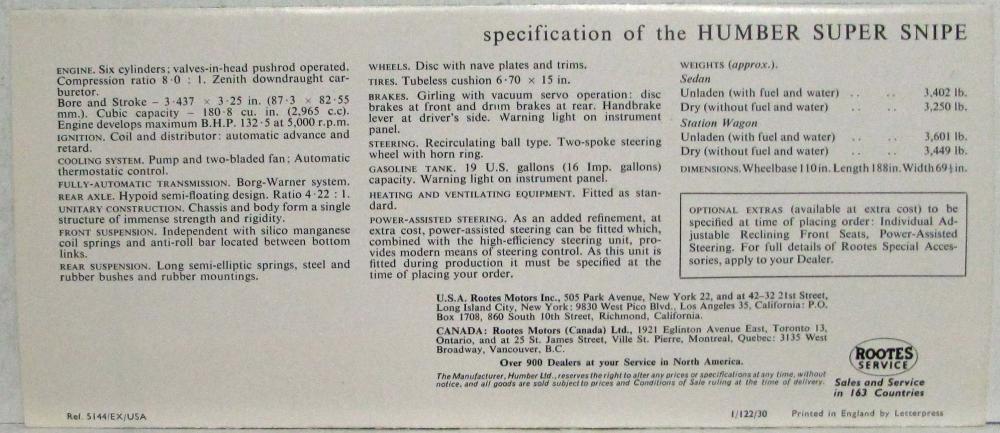 specification of the HUMBER SUPER SNIPE
ENGINE. Six cylinders; valves-in-head pushrod operated.
Compression ratio 8·0 : 1. Zenith downdraught car-
buretor.
Bore and Stroke – 3·437 × 3·25 in. (87·3 × 82·55
mm.). Cubic capacity – 180·8 cu. in. (2,965 c.c).
Engine develops maximum B.H.P. 132·5 at 5,000 r.p.m.
IGNITION. Coil and distributor: automatic advance and
retard.
COOLING SYSTEM. Pump and two-bladed fan; Automatic
thermostatic control.
FULLY-AUTOMATIC TRANSMISSION. Borg-Warner system.
REAR AXLE. Hypoid semi-floating design. Ratio 4·22 : 1.
UNITARY CONSTRUCTION. Chassis and body form a single
structure of immense strength and rigidity.
FRONT SUSPENSION. Independent with silico manganese
coil springs and anti-roll bar located between bottom
links.
REAR SUSPENSION. Long semi-elliptic springs, steel and
rubber bushes and rubber mountings.
WHEELS. Disc with nave plates and trims.
TIRES. Tubeless cushion 6·70 × 15 in.
BRAKES. Girling with vacuum servo operation: disc
brakes at front and drum brakes at rear. Handbrake
lever at driver's side. Warning light on instrument
panel.
STEERING. Recirculating ball type. Two-spoke steering
wheel with horn ring.
GASOLINE TANK. 19 U.S. gallons (16 Imp. gallons)
capacity. Warning light on instrument panel.
HEATING AND VENTILATING EQUIPMENT. Fitted as stan-
dard.
POWER-ASSISTED STEERING. As an added refinement, at
extra cost, power-assisted steering can be fitted which,
combined with the high-efficiency steering unit, pro-
vides modern means of steering control. As this unit is
fitted during production it must be specified at the
time of placing your order.
WEIGHTS (approx.).
Sedan
Unladen (with fuel and water) .. .. 3,402 lb.
Dry (without fuel and water) .. .. 3,250 lb.
Station Wagon
Unladen (with fuel and water) .. .. 3,601 lb.
Dry (without fuel and water) .. .. 3,449 lb.
DIMENSIONS. Wheelbase 110 in. Length 188 in. Width 69½ in.
OPTIONAL EXTRAS (available at extra cost) to be
specified at time of placing order: Individual Ad-
justable Reclining Front Seats, Power-Assisted
Steering. For full details of Rootes Special Acces-
sories, apply to your Dealer.
U.S.A. Rootes Motors Inc., 505 Park Avenue, New York 22, and at 42–32 21st Street,
Long Island City, New York: 9830 West Pico Blvd., Los Angeles 35, California: P.O.
Box 1708, 860 South 10th Street, Richmond, California.
CANADA: Rootes Motors (Canada) Ltd., 1921 Eglinton Avenue East, Toronto 13,
Ontario, and at 25 St. James Street, Ville St. Pierre, Montreal, Quebec: 3135 West
Broadway, Vancouver, B.C.
Over 900 Dealers at your Service in North America.
The Manufacturer, Humber Ltd., reserves the right to alter any prices or specifications at any time, without
notice, and all goods are sold subject to prices and Conditions of Sale ruling at the time of delivery.
ROOTES
SERVICE
Sales and Service
in 163 Countries
Rel. 5144/EX/USA
1/122/30 Printed in England by Letterpress